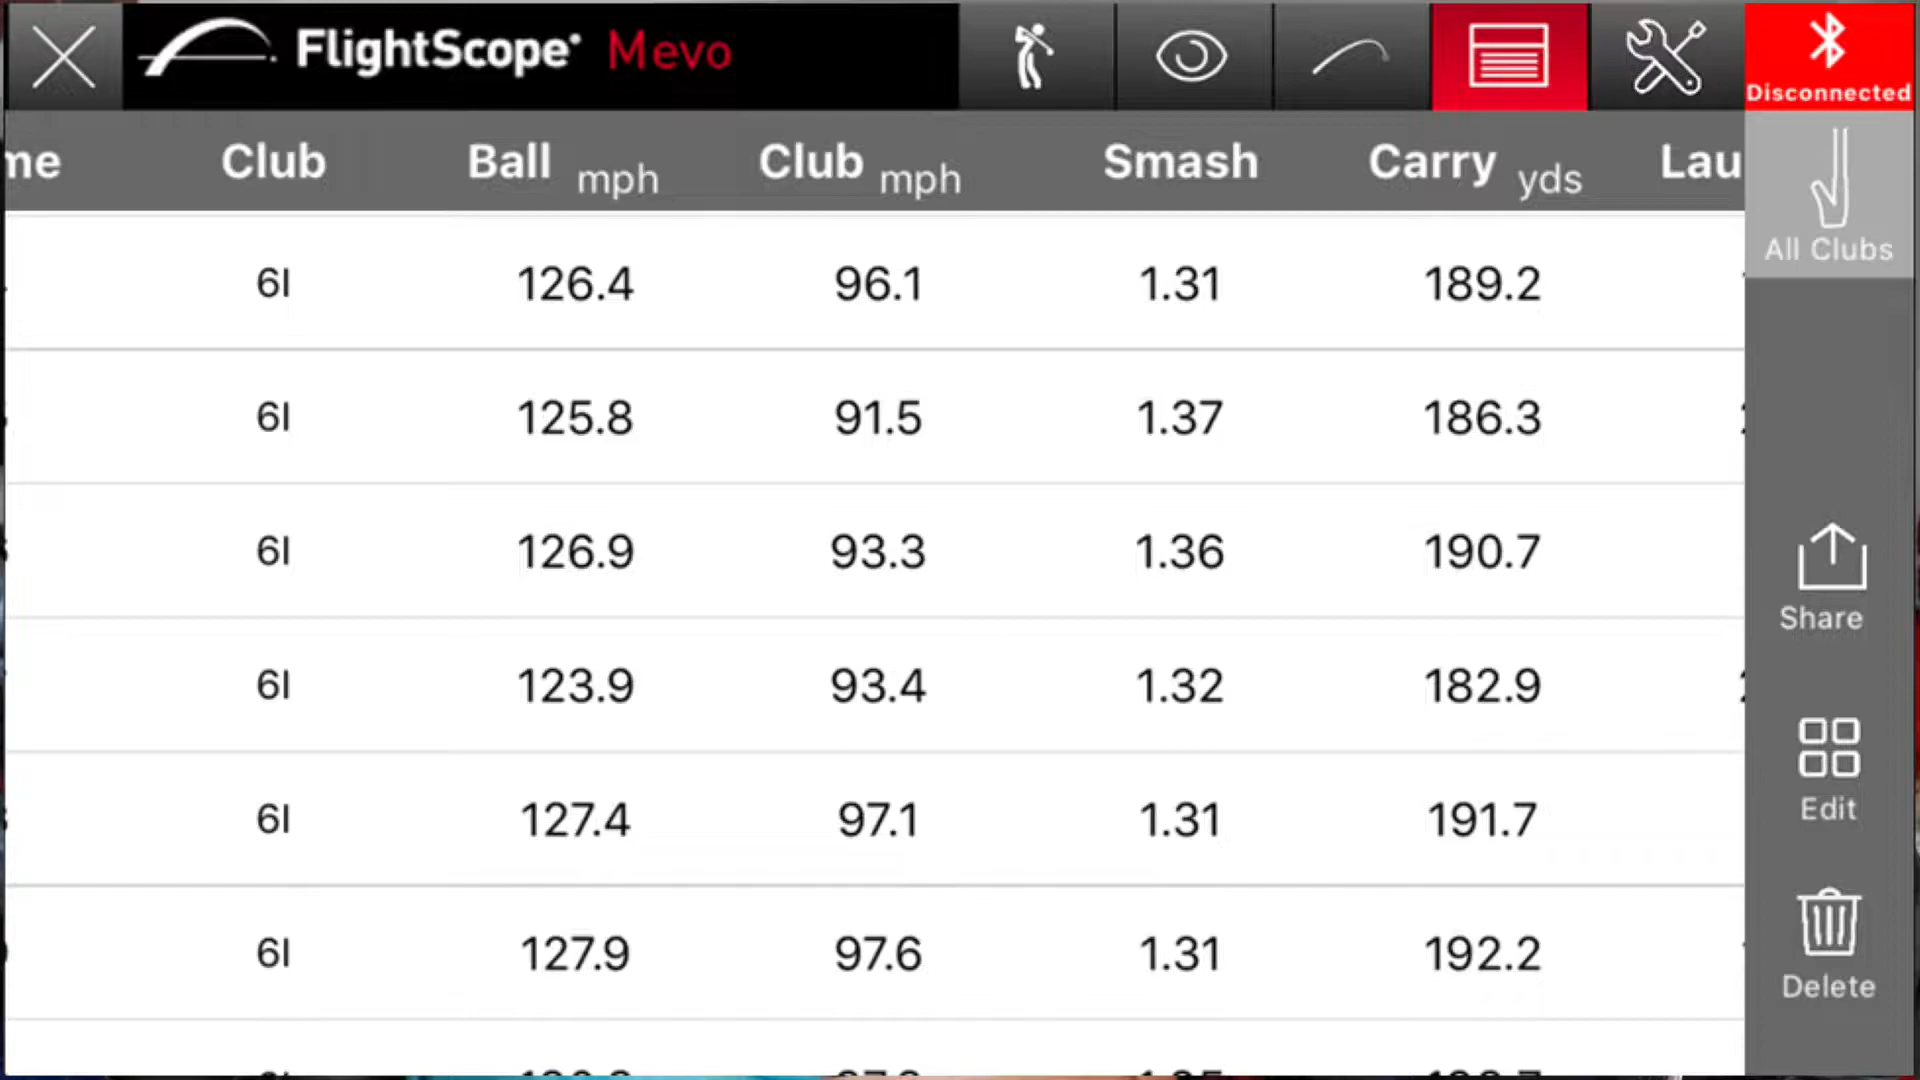 FlightScope Mevo
Disconnected
Club Ball mph Club mph Smash Carry yds
All Clubs
6I 126.4 96.1 1.31 189.2
6I 125.8 91.5 1.37 186.3
6I 126.9 93.3 1.36 190.7
Share
6I 123.9 93.4 1.32 182.9
Edit
6I 127.4 97.1 1.31 191.7
6I 127.9 97.6 1.31 192.2
Delete